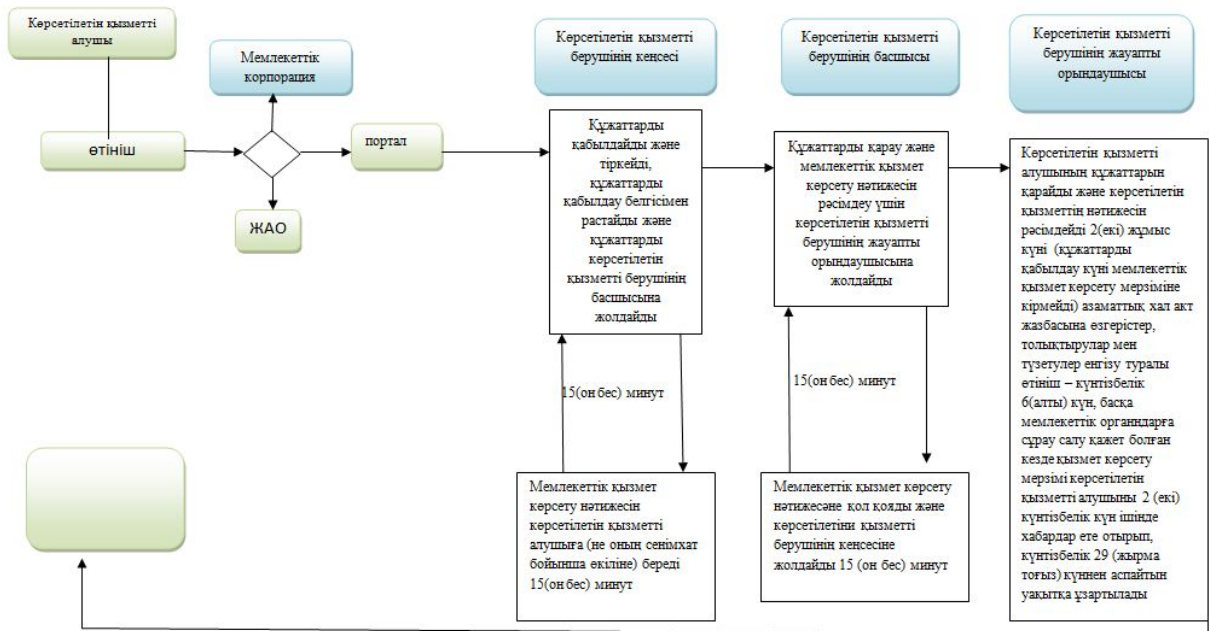 Көрсетілетін қызметті
алушы
Мемлекеттік
корпорация
өтініш
портал
ЖАО
Көрсетілетін қызметті
берушінің кеңсесі
Көрсетілетін қызметті
берушінің басшысы
Көрсетілетін қызметті
берушінің жауапты
орындаушысы
Құжаттарды
қабылдайды және
тіркейді,
құжаттарды
қабылдау белгісімен
растайды және
құжаттарды
көрсетілетін
қызметті берушінің
басшысына
жолдайды
Құжаттарды қарау және
мемлекеттік қызмет
көрсету нәтижесін
рәсімдеу үшін
көрсетілетін қызметті
берушінің жауапты
орындаушысына
жолдайды
Көрсетілетін қызметті
алушының құжаттарын
қарайды және көрсетілетін
қызметтің нәтижесін
рәсімдейді 2(екі) жұмыс
күні (құжаттарды
қабылдау күні мемлекеттік
қызмет көрсету мерзіміне
кірмейді) азаматтық хал акт
жазбасына өзгерістер,
толықтырулар мен
түзетулер енгізу туралы
өтініш – күнтізбелік
6(алты) күн, басқа
мемлекеттік органндарға
сұрау салу қажет болған
кезде қызмет көрсету
мерзімі көрсетілетін
қызметті алушыны 2 (екі)
күнтізбелік күн ішінде
хабардар ете отырып,
күнтізбелік 29 (жырма
тоғыз) күннен аспайтын
уақытқа ұзартылады
15(он бес) минут
15(он бес) минут
Мемлекеттік қызмет
көрсету нәтижесін
көрсетілетін қызметті
алушыға (не оның сенімхат
бойынша өкіліне) береді
15(он бес) минут
Мемлекеттік қызмет көрсету
нәтижесәне қол қояды және
көрсетілетіни қызметті
берушінің кеңсесіне
жолдайды 15 (он бес) минут